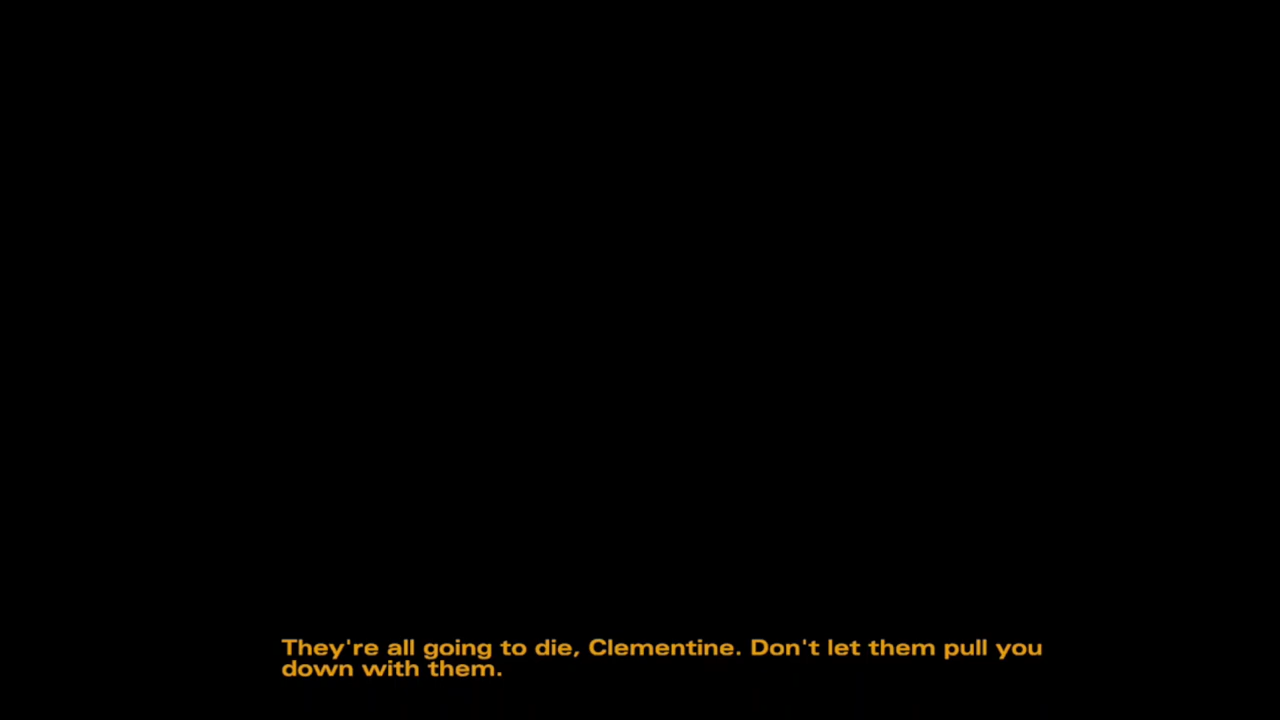 They're all going to die, Clementine. Don't let them pull you
down with them.